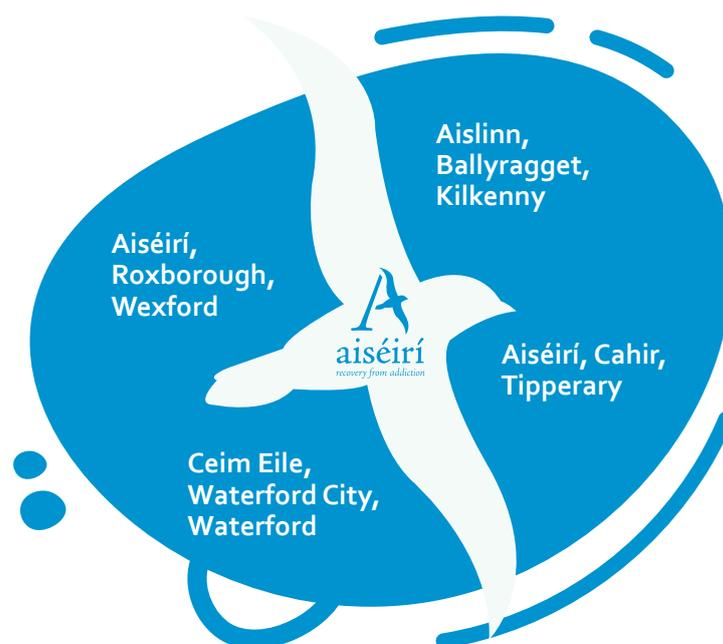 Aislinn,
Ballyragget,
Kilkenny
Aiséirí,
Roxborough,
Wexford
aiséirí
recovery from addiction
Aiséirí, Cahir,
Tipperary
Ceim Eile,
Waterford City,
Waterford